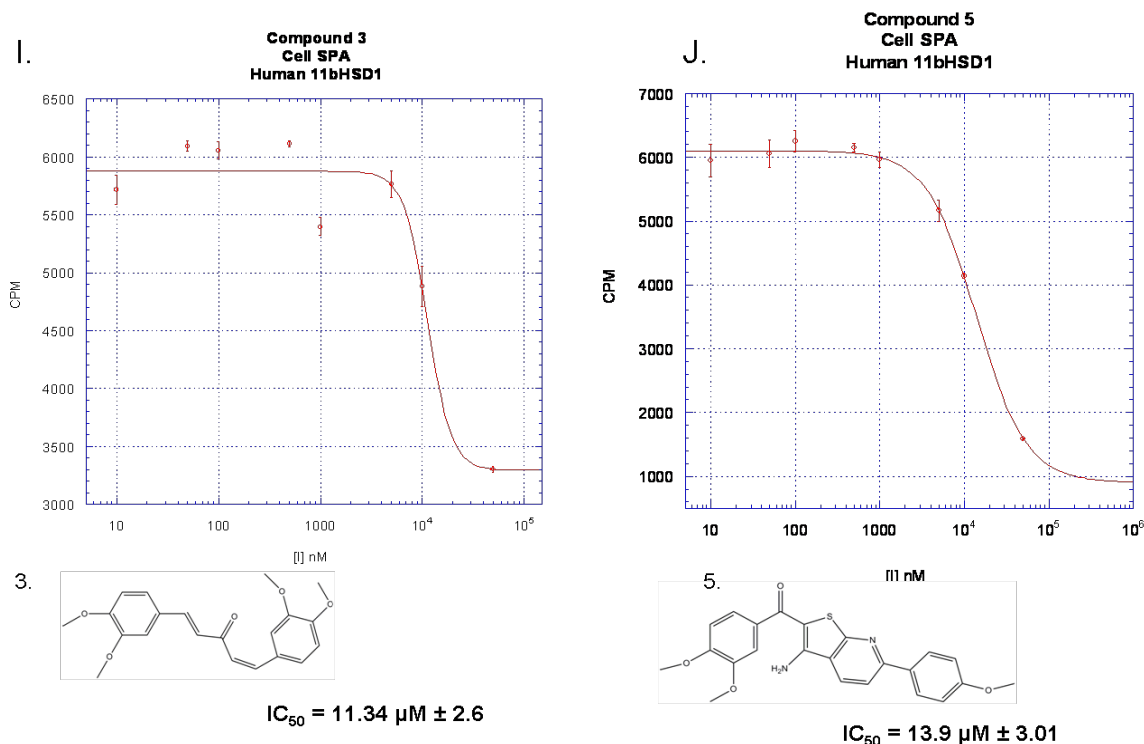 I.
Compound 3
Cell SPA
Human 11bHSD1
6500
6000
5500
5000
4500
4000
3500
3000
CPM
10
100
1000
10⁴
10⁵
[I] nM
3.
O
O
O
O
O
IC₅₀ = 11.34 µM ± 2.6
J.
Compound 5
Cell SPA
Human 11bHSD1
7000
6000
5000
4000
3000
2000
1000
CPM
10
100
1000
10⁴
10⁵
10⁶
[I] nM
5.
O
S
N
H₂N
O
O
O
IC₅₀ = 13.9 µM ± 3.01